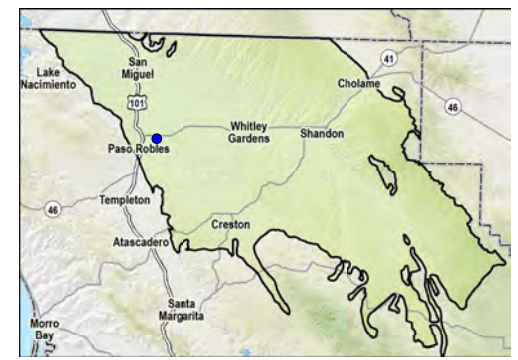 San
Miguel
41
Lake
Nacimiento
Cholame
101
46
Whitley
Gardens
Shandon
Paso Robles
Templeton
46
Creston
Atascadero
Santa
Margarita
Morro
Bay